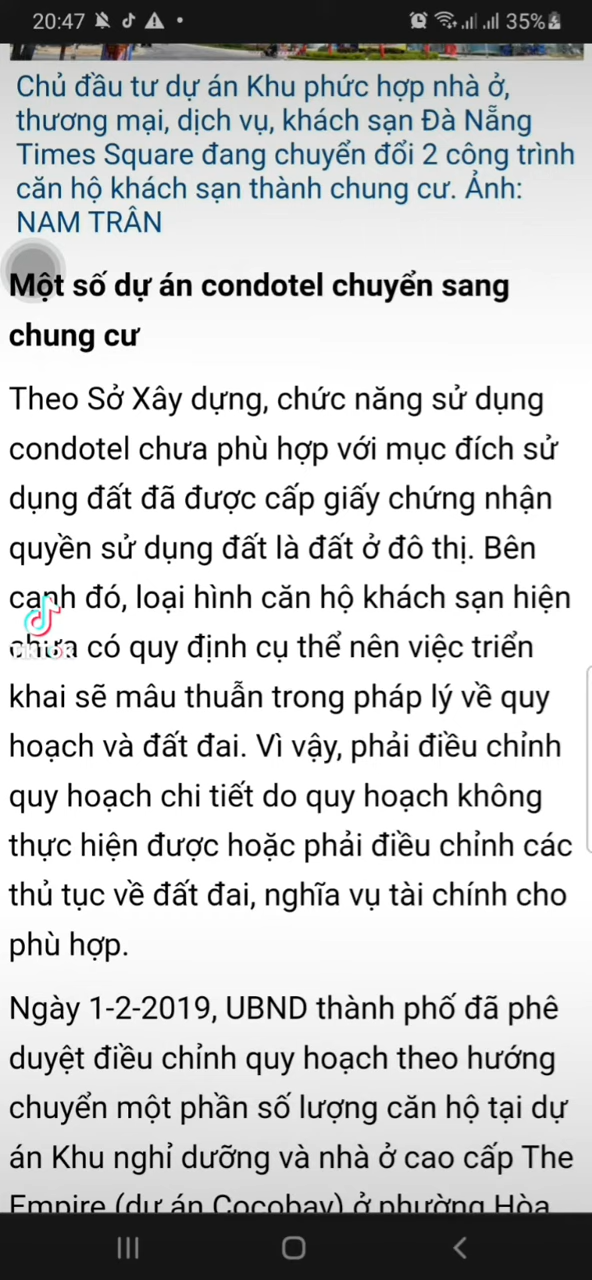 20:47 35%
Chủ đầu tư dự án Khu phức hợp nhà ở,
thương mại, dịch vụ, khách sạn Đà Nẵng
Times Square đang chuyển đổi 2 công trình
căn hộ khách sạn thành chung cư. Ảnh:
NAM TRÂN
Một số dự án condotel chuyển sang
chung cư
Theo Sở Xây dựng, chức năng sử dụng
condotel chưa phù hợp với mục đích sử
dụng đất đã được cấp giấy chứng nhận
quyền sử dụng đất là đất ở đô thị. Bên
cạnh đó, loại hình căn hộ khách sạn hiện
chưa có quy định cụ thể nên việc triển
TikTok
khai sẽ mâu thuẫn trong pháp lý về quy
hoạch và đất đai. Vì vậy, phải điều chỉnh
quy hoạch chi tiết do quy hoạch không
thực hiện được hoặc phải điều chỉnh các
thủ tục về đất đai, nghĩa vụ tài chính cho
phù hợp.
Ngày 1-2-2019, UBND thành phố đã phê
duyệt điều chỉnh quy hoạch theo hướng
chuyển một phần số lượng căn hộ tại dự
án Khu nghỉ dưỡng và nhà ở cao cấp The
Empire (dự án Cocobay) ở phường Hòa